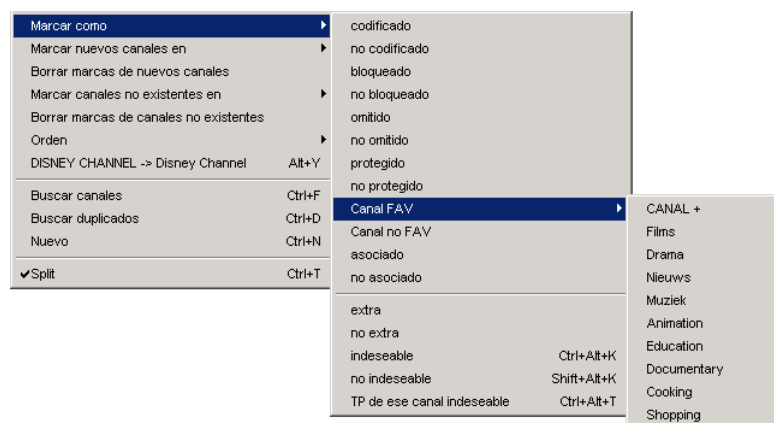 Marcar como
Marcar nuevos canales en
Borrar marcas de nuevos canales
Marcar canales no existentes en
Borrar marcas de canales no existentes
Orden
DISNEY CHANNEL -> Disney Channel Alt+Y
Buscar canales Ctrl+F
Buscar duplicados Ctrl+D
Nuevo Ctrl+N
Split Ctrl+T
codificado
no codificado
bloqueado
no bloqueado
omitido
no omitido
protegido
no protegido
Canal FAV
Canal no FAV
asociado
no asociado
extra
no extra
indeseable Ctrl+Alt+K
no indeseable Shift+Alt+K
TP de ese canal indeseable Ctrl+Alt+T
CANAL +
Films
Drama
Nieuws
Muziek
Animation
Education
Documentary
Cooking
Shopping